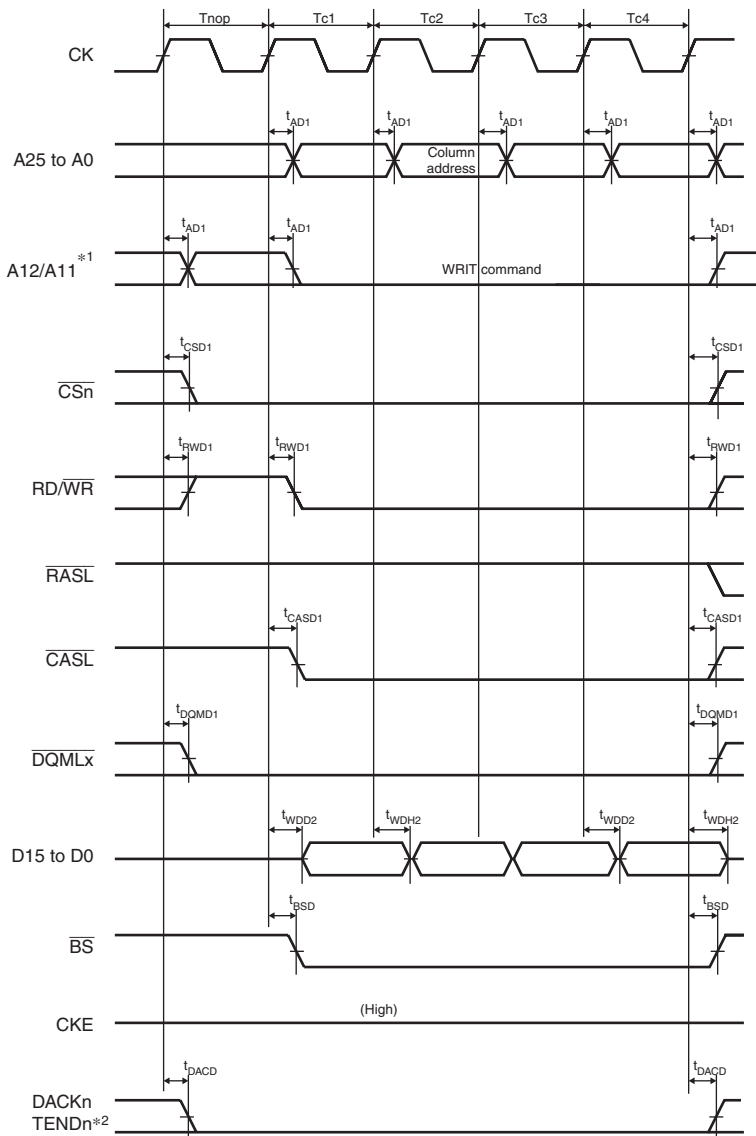 Tnop Tc1 Tc2 Tc3 Tc4
CK
tAD1 tAD1 tAD1 tAD1 tAD1
A25 to A0
Column
address
tAD1 tAD1 tAD1
A12/A11*1
WRIT command
tCSD1 tCSD1
CSn
tRWD1 tRWD1 tRWD1
RD/WR
RASL
tCASD1 tCASD1
CASL
tDQMD1 tDQMD1
DQMLx
tWDD2 tWDH2 tWDD2 tWDH2
D15 to D0
tBSD tBSD
BS
(High)
CKE
tDACD tDACD
DACKn
TENDn*2